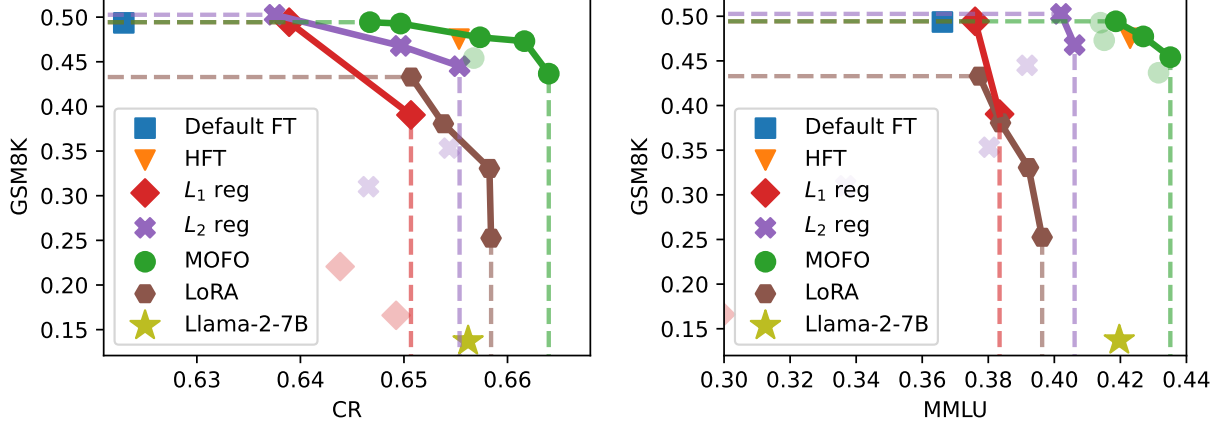 0.50
0.45
0.40
0.35
0.30
0.25
0.20
0.15
GSM8K
Default FT
HFT
L1 reg
L2 reg
MOFO
LoRA
Llama-2-7B
0.63 0.64 0.65 0.66
CR
0.50
0.45
0.40
0.35
0.30
0.25
0.20
0.15
GSM8K
Default FT
HFT
L1 reg
L2 reg
MOFO
LoRA
Llama-2-7B
0.30 0.32 0.34 0.36 0.38 0.40 0.42 0.44
MMLU